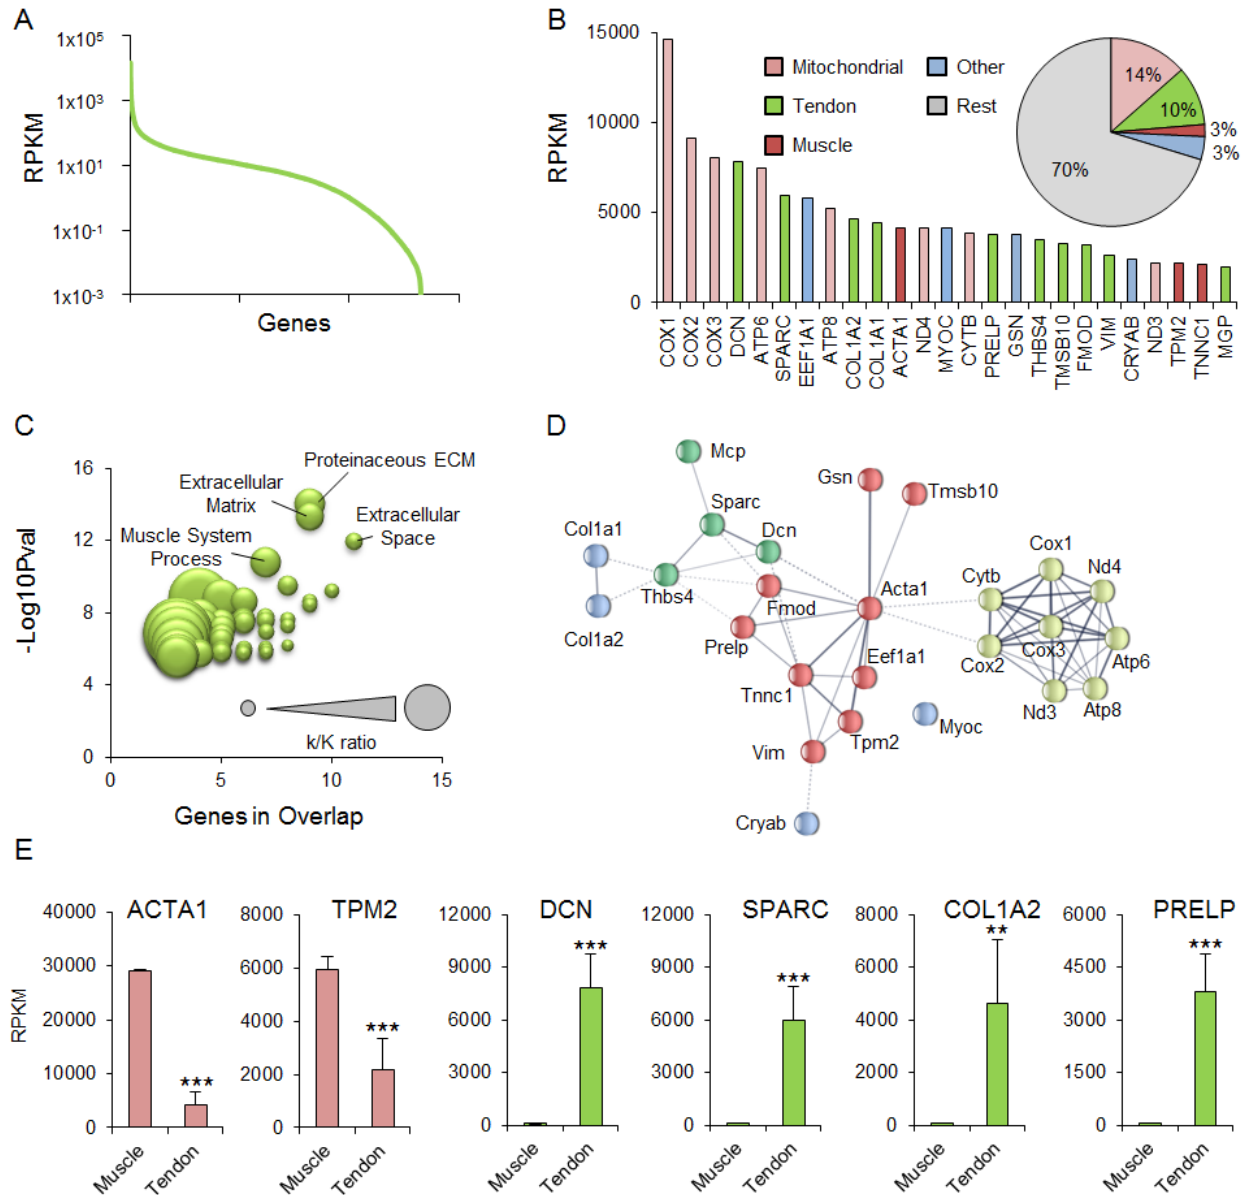 A
RPKM
1x10^5
1x10^3
1x10^1
1x10^-1
1x10^-3
Genes
B
RPKM
15000
10000
5000
0
Mitochondrial
Tendon
Muscle
Other
Rest
14%
10%
3%
3%
70%
COX1
COX2
COX3
DCN
ATP6
SPARC
EEF1A1
ATP8
COL1A2
COL1A1
ACTA1
ND4
MYOC
CYTB
PRELP
GSN
THBS4
TMSB10
FMOD
VIM
CRYAB
ND3
TPM2
TNNC1
MGP
C
-Log10Pval
16
12
8
4
0
Proteinaceous ECM
Extracellular
Matrix
Extracellular
Space
Muscle System
Process
k/K ratio
0
5
10
15
Genes in Overlap
D
Mcp
Gsn
Tmsb10
Sparc
Col1a1
Dcn
Cox1
Nd4
Cytb
Acta1
Thbs4
Fmod
Col1a2
Prelp
Eef1a1
Cox2
Cox3
Atp6
Tnnc1
Nd3
Atp8
Myoc
Tpm2
Vim
Cryab
E
RPKM
ACTA1
40000
30000
20000
10000
0
***
Muscle
Tendon
TPM2
8000
6000
4000
2000
0
***
Muscle
Tendon
DCN
12000
9000
6000
3000
0
***
Muscle
Tendon
SPARC
12000
9000
6000
3000
0
***
Muscle
Tendon
COL1A2
8000
6000
4000
2000
0
**
Muscle
Tendon
PRELP
6000
4500
3000
1500
0
***
Muscle
Tendon